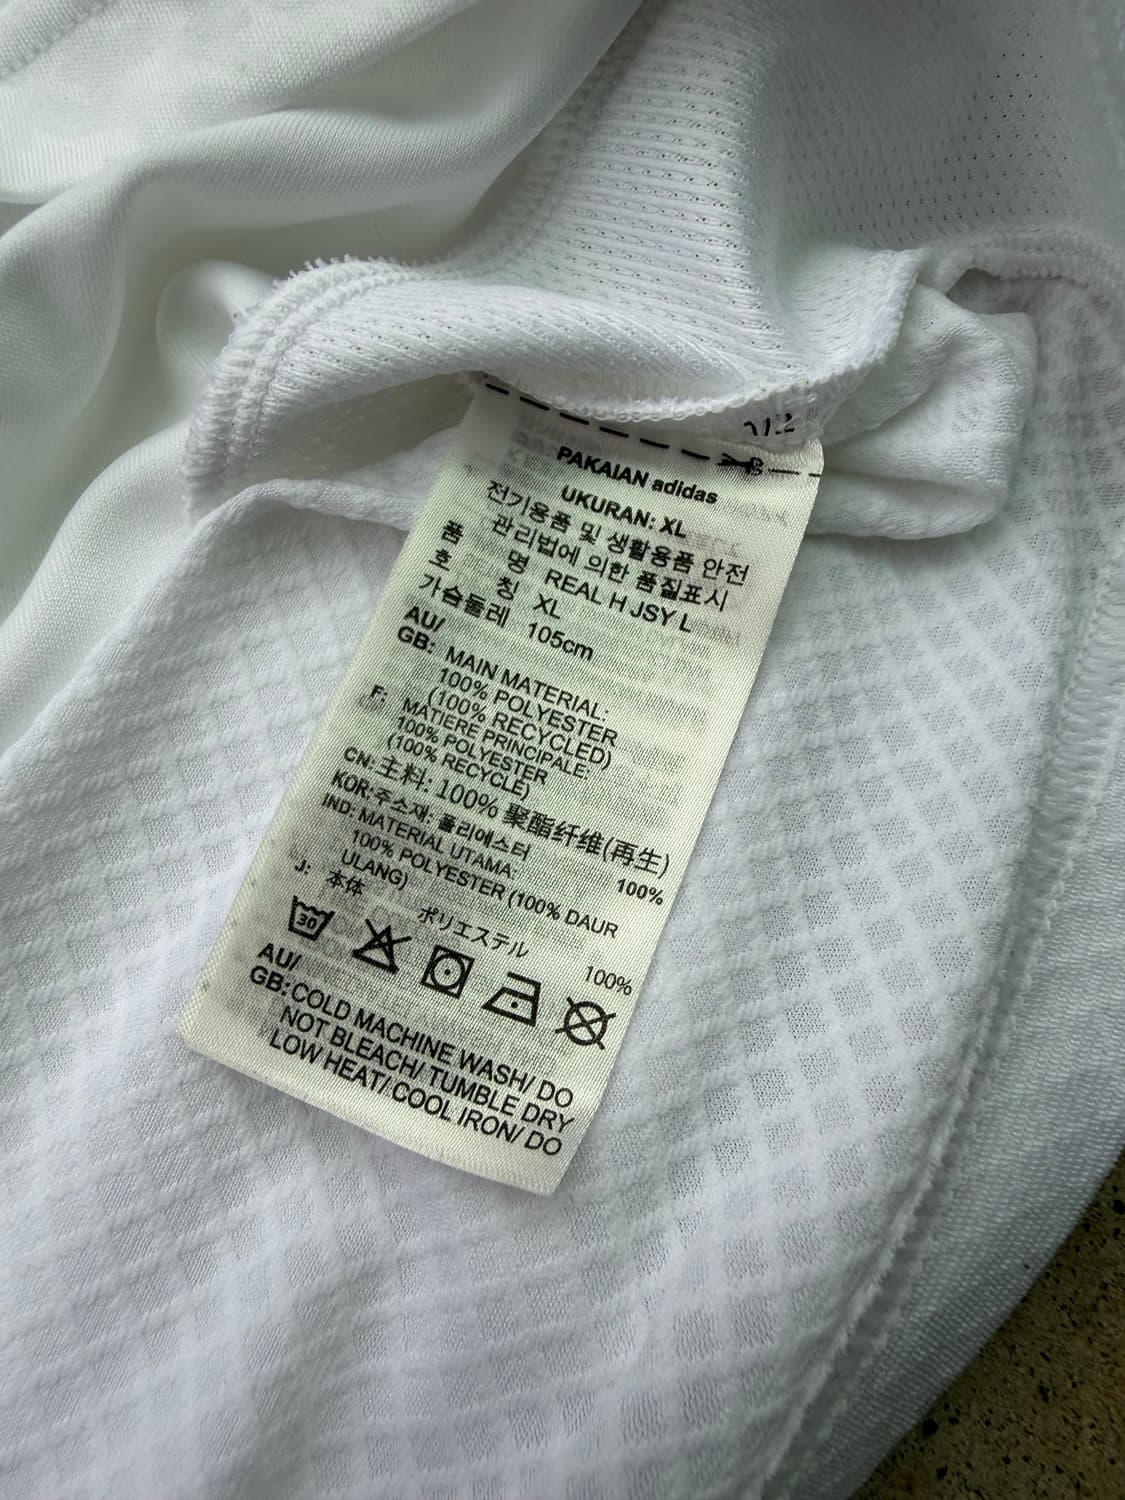 PAKAIAN adidas
UKURAN: XL
전기용품 및 생활용품 안전
관리법에 의한 품질표시
품 명 REAL H JSY L
호 칭 XL
가슴둘레 105cm
AU/
GB: MAIN MATERIAL:
100% POLYESTER
(100% RECYCLED)
F: MATIERE PRINCIPALE:
100% POLYESTER
(100% RECYCLE)
CN: 主料: 100% 聚酯纤维(再生)
KOR:주소재: 폴리에스터 100%
IND: MATERIAL UTAMA:
100% POLYESTER (100% DAUR
ULANG)
J: 本体 ポリエステル 100%
30
AU/
GB: COLD MACHINE WASH/ DO
NOT BLEACH/ TUMBLE DRY
LOW HEAT/ COOL IRON/ DO